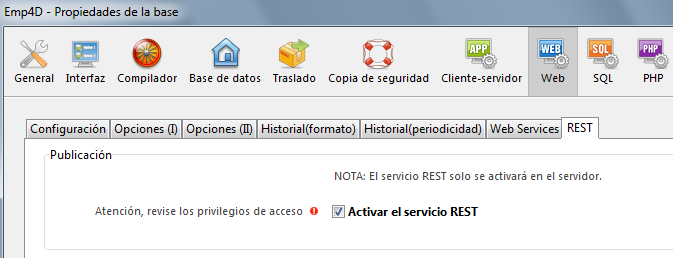 Emp4D - Propiedades de la base
APP WEB SQL PHP
General Interfaz Compilador Base de datos Traslado Copia de seguridad Cliente-servidor Web SQL PHP
Configuración Opciones (I) Opciones (II) Historial(formato) Historial(periodicidad) Web Services REST
Publicación
NOTA: El servicio REST solo se activará en el servidor.
Atención, revise los privilegios de acceso Activar el servicio REST